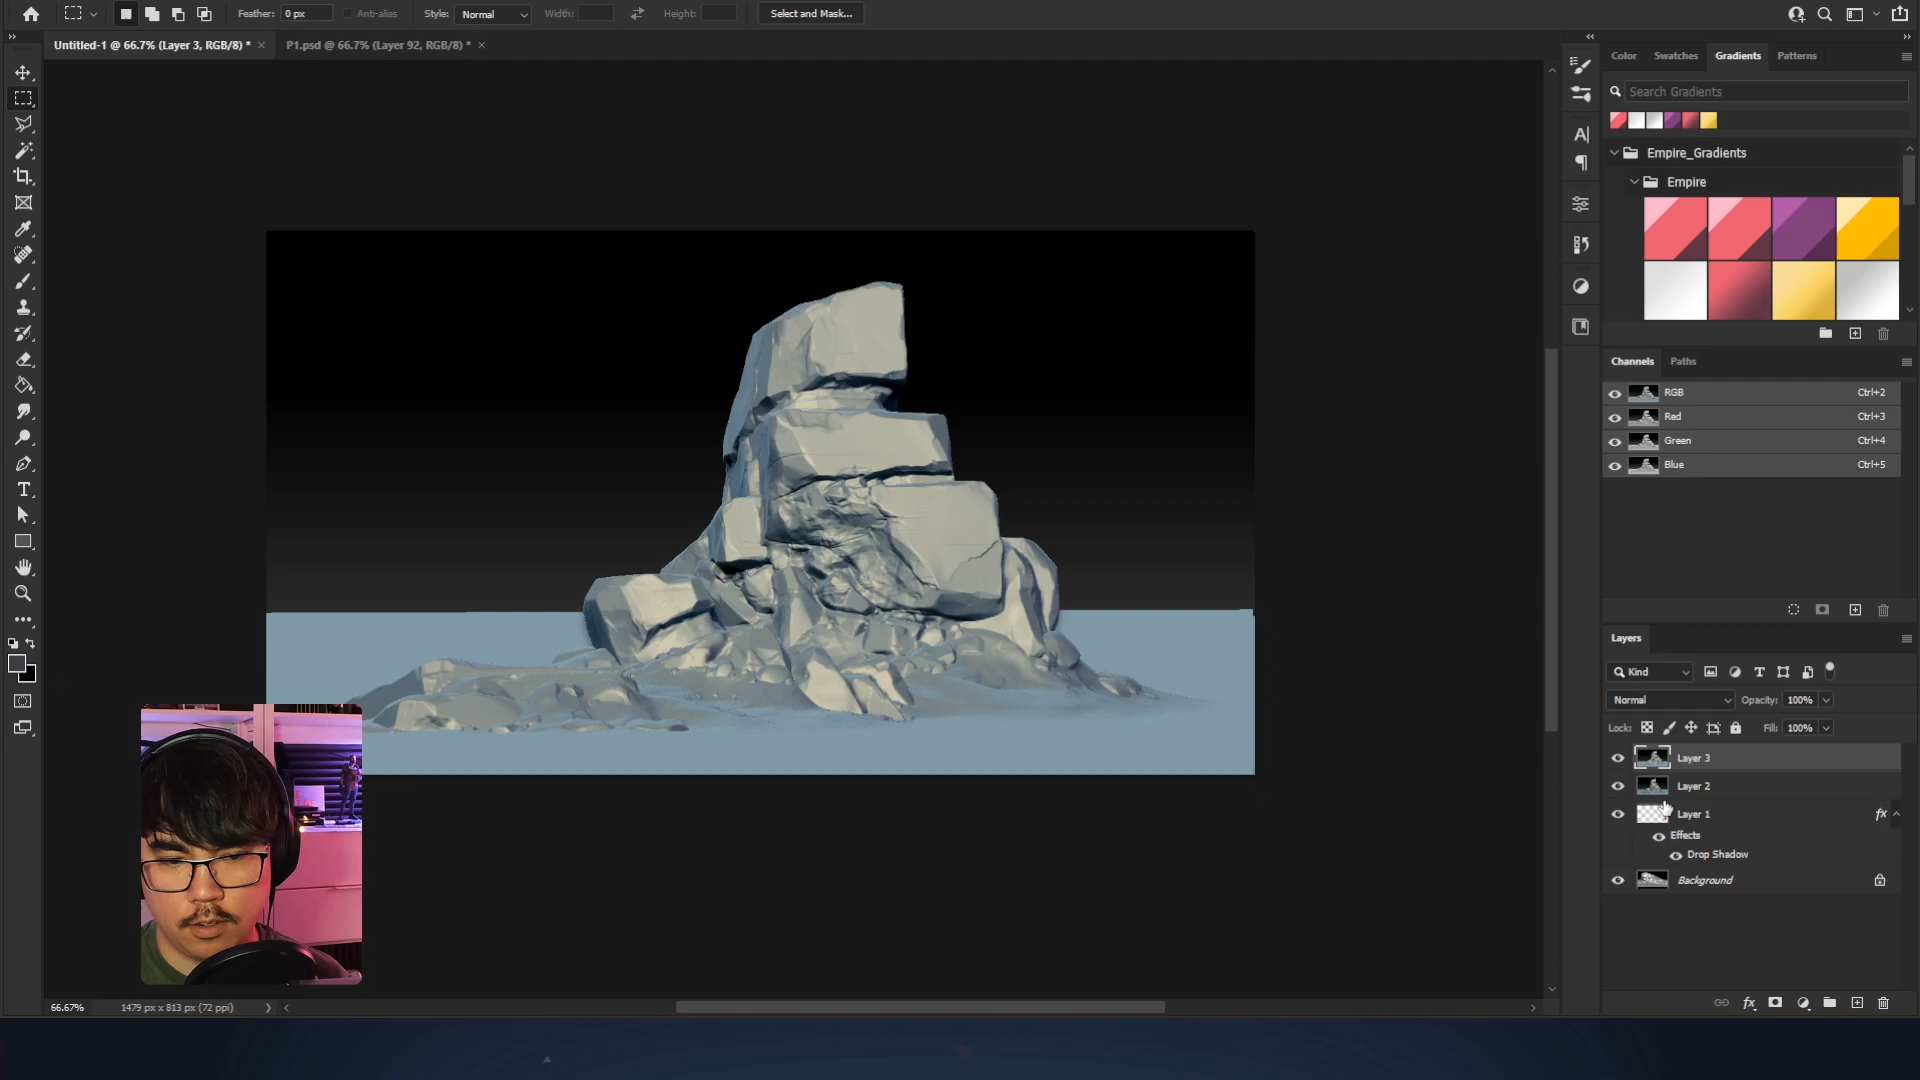 Feather: 0 px Anti-alias Style: Normal Width: Height: Select and Mask...
Untitled-1 @ 66.7% (Layer 3, RGB/8) * × P1.psd @ 66.7% (Layer 92, RGB/8) * ×
Color Swatches Gradients Patterns
Search Gradients
Empire_Gradients
Empire
Channels Paths
RGB Ctrl+2
Red Ctrl+3
Green Ctrl+4
Blue Ctrl+5
Layers
Kind
Normal Opacity: 100%
Lock: Fill: 100%
Layer 3
Layer 2
Layer 1 fx
Effects
Drop Shadow
Background
66.67% 1479 px x 813 px (72 ppi)
fx